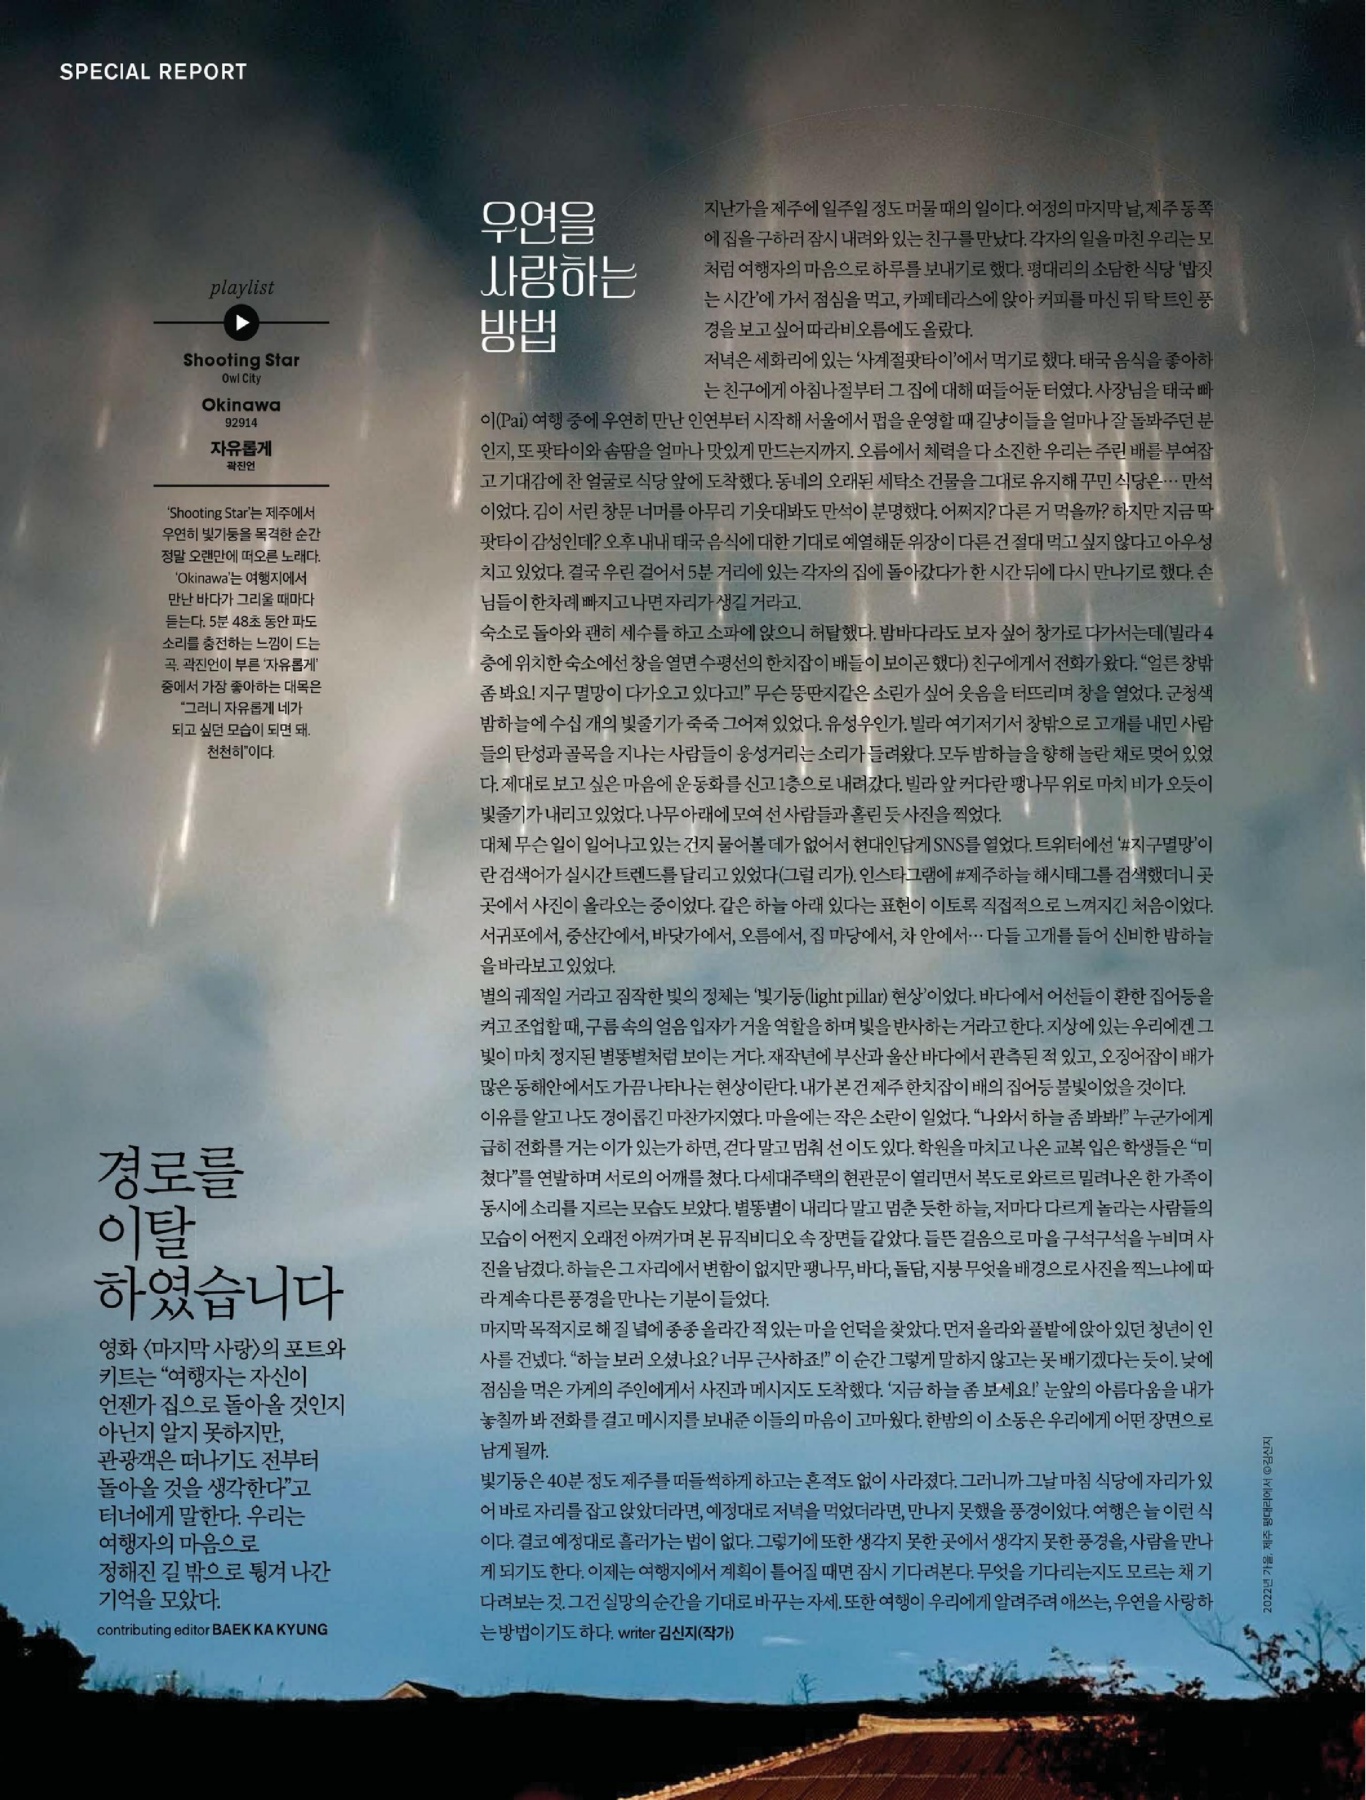 SPECIAL REPORT
playlist
Shooting Star
Owl City
Okinawa
92914
자유롭게
곽진언
‘Shooting Star’는 제주에서
우연히 빛기둥을 목격한 순간
정말 오랜만에 떠오른 노래다.
‘Okinawa’는 여행지에서
만난 바다가 그리울 때마다
듣는다. 5분 48초 동안 파도
소리를 충전하는 느낌이 드는
곡. 곽진언이 부른 ‘자유롭게’
중에서 가장 좋아하는 대목은
“그러니 자유롭게 네가
되고 싶던 모습이 되면 돼.
천천히”이다.
경로를
이탈
하였습니다
영화 〈마지막 사랑〉의 포트와
키트는 “여행자는 자신이
언젠가 집으로 돌아올 것인지
아닌지 알지 못하지만,
관광객은 떠나기도 전부터
돌아올 것을 생각한다”고
터너에게 말한다. 우리는
여행자의 마음으로
정해진 길 밖으로 튕겨 나간
기억을 모았다.
contributing editor BAEK KA KYUNG
우연을
사랑하는
방법
지난가을 제주에 일주일 정도 머물 때의 일이다. 여정의 마지막 날, 제주 동쪽
에 집을 구하러 잠시 내려와 있는 친구를 만났다. 각자의 일을 마친 우리는 모
처럼 여행자의 마음으로 하루를 보내기로 했다. 평대리의 소담한 식당 ‘밥짓
는 시간’에 가서 점심을 먹고, 카페테라스에 앉아 커피를 마신 뒤 탁 트인 풍
경을 보고 싶어 따라비오름에도 올랐다.
저녁은 세화리에 있는 ‘사계절팟타이’에서 먹기로 했다. 태국 음식을 좋아하
는 친구에게 아침나절부터 그 집에 대해 떠들어둔 터였다. 사장님을 태국 빠
이(Pai) 여행 중에 우연히 만난 인연부터 시작해 서울에서 펍을 운영할 때 길냥이들을 얼마나 잘 돌봐주던 분
인지, 또 팟타이와 솜땀을 얼마나 맛있게 만드는지까지. 오름에서 체력을 다 소진한 우리는 주린 배를 부여잡
고 기대감에 찬 얼굴로 식당 앞에 도착했다. 동네의 오래된 세탁소 건물을 그대로 유지해 꾸민 식당은… 만석
이었다. 김이 서린 창문 너머를 아무리 기웃대봐도 만석이 분명했다. 어쩌지? 다른 거 먹을까? 하지만 지금 딱
팟타이 감성인데? 오후 내내 태국 음식에 대한 기대로 예열해둔 위장이 다른 건 절대 먹고 싶지 않다고 아우성
치고 있었다. 결국 우린 걸어서 5분 거리에 있는 각자의 집에 돌아갔다가 한 시간 뒤에 다시 만나기로 했다. 손
님들이 한차례 빠지고 나면 자리가 생길 거라고.
숙소로 돌아와 괜히 세수를 하고 소파에 앉으니 허탈했다. 밤바다라도 보자 싶어 창가로 다가서는데(빌라 4
층에 위치한 숙소에선 창을 열면 수평선의 한치잡이 배들이 보이곤 했다) 친구에게서 전화가 왔다. “얼른 창밖
좀 봐요! 지구 멸망이 다가오고 있다고!” 무슨 뚱딴지같은 소린가 싶어 웃음을 터뜨리며 창을 열었다. 군청색
밤하늘에 수십 개의 빛줄기가 죽죽 그어져 있었다. 유성우인가. 빌라 여기저기서 창밖으로 고개를 내민 사람
들의 탄성과 골목을 지나는 사람들이 웅성거리는 소리가 들려왔다. 모두 밤하늘을 향해 놀란 채로 멎어 있었
다. 제대로 보고 싶은 마음에 운동화를 신고 1층으로 내려갔다. 빌라 앞 커다란 팽나무 위로 마치 비가 오듯이
빛줄기가 내리고 있었다. 나무 아래에 모여 선 사람들과 홀린 듯 사진을 찍었다.
대체 무슨 일이 일어나고 있는 건지 물어볼 데가 없어서 현대인답게 SNS를 열었다. 트위터에선 ‘#지구멸망’이
란 검색어가 실시간 트렌드를 달리고 있었다(그럴 리가). 인스타그램에 #제주하늘 해시태그를 검색했더니 곳
곳에서 사진이 올라오는 중이었다. 같은 하늘 아래 있다는 표현이 이토록 직접적으로 느껴지긴 처음이었다.
서귀포에서, 중산간에서, 바닷가에서, 오름에서, 집 마당에서, 차 안에서… 다들 고개를 들어 신비한 밤하늘
을 바라보고 있었다.
별의 궤적일 거라고 짐작한 빛의 정체는 ‘빛기둥(light pillar) 현상’이었다. 바다에서 어선들이 환한 집어등을
켜고 조업할 때, 구름 속의 얼음 입자가 거울 역할을 하며 빛을 반사하는 거라고 한다. 지상에 있는 우리에겐 그
빛이 마치 정지된 별똥별처럼 보이는 거다. 재작년에 부산과 울산 바다에서 관측된 적 있고, 오징어잡이 배가
많은 동해안에서도 가끔 나타나는 현상이란다. 내가 본 건 제주 한치잡이 배의 집어등 불빛이었을 것이다.
이유를 알고 나도 경이롭긴 마찬가지였다. 마을에는 작은 소란이 일었다. “나와서 하늘 좀 봐봐!” 누군가에게
급히 전화를 거는 이가 있는가 하면, 걷다 말고 멈춰 선 이도 있다. 학원을 마치고 나온 교복 입은 학생들은 “미
쳤다”를 연발하며 서로의 어깨를 쳤다. 다세대주택의 현관문이 열리면서 복도로 와르르 밀려나온 한 가족이
동시에 소리를 지르는 모습도 보았다. 별똥별이 내리다 말고 멈춘 듯한 하늘, 저마다 다르게 놀라는 사람들의
모습이 어쩐지 오래전 아껴가며 본 뮤직비디오 속 장면들 같았다. 들뜬 걸음으로 마을 구석구석을 누비며 사
진을 남겼다. 하늘은 그 자리에서 변함이 없지만 팽나무, 바다, 돌담, 지붕 무엇을 배경으로 사진을 찍느냐에 따
라 계속 다른 풍경을 만나는 기분이 들었다.
마지막 목적지로 해 질 녘에 종종 올라간 적 있는 마을 언덕을 찾았다. 먼저 올라와 풀밭에 앉아 있던 청년이 인
사를 건넸다. “하늘 보러 오셨나요? 너무 근사하죠!” 이 순간 그렇게 말하지 않고는 못 배기겠다는 듯이. 낮에
점심을 먹은 가게의 주인에게서 사진과 메시지도 도착했다. ‘지금 하늘 좀 보세요!’ 눈앞의 아름다움을 내가
놓칠까 봐 전화를 걸고 메시지를 보내준 이들의 마음이 고마웠다. 한밤의 이 소동은 우리에게 어떤 장면으로
남게 될까.
빛기둥은 40분 정도 제주를 떠들썩하게 하고는 흔적도 없이 사라졌다. 그러니까 그날 마침 식당에 자리가 있
어 바로 자리를 잡고 앉았더라면, 예정대로 저녁을 먹었더라면, 만나지 못했을 풍경이었다. 여행은 늘 이런 식
이다. 결코 예정대로 흘러가는 법이 없다. 그렇기에 또한 생각지 못한 곳에서 생각지 못한 풍경을, 사람을 만나
게 되기도 한다. 이제는 여행지에서 계획이 틀어질 때면 잠시 기다려본다. 무엇을 기다리는지도 모르는 채 기
다려보는 것. 그건 실망의 순간을 기대로 바꾸는 자세. 또한 여행이 우리에게 알려주려 애쓰는, 우연을 사랑하
는 방법이기도 하다. writer 김신지(작가)
2022년 가을, 제주 평대리에서 ©김신지